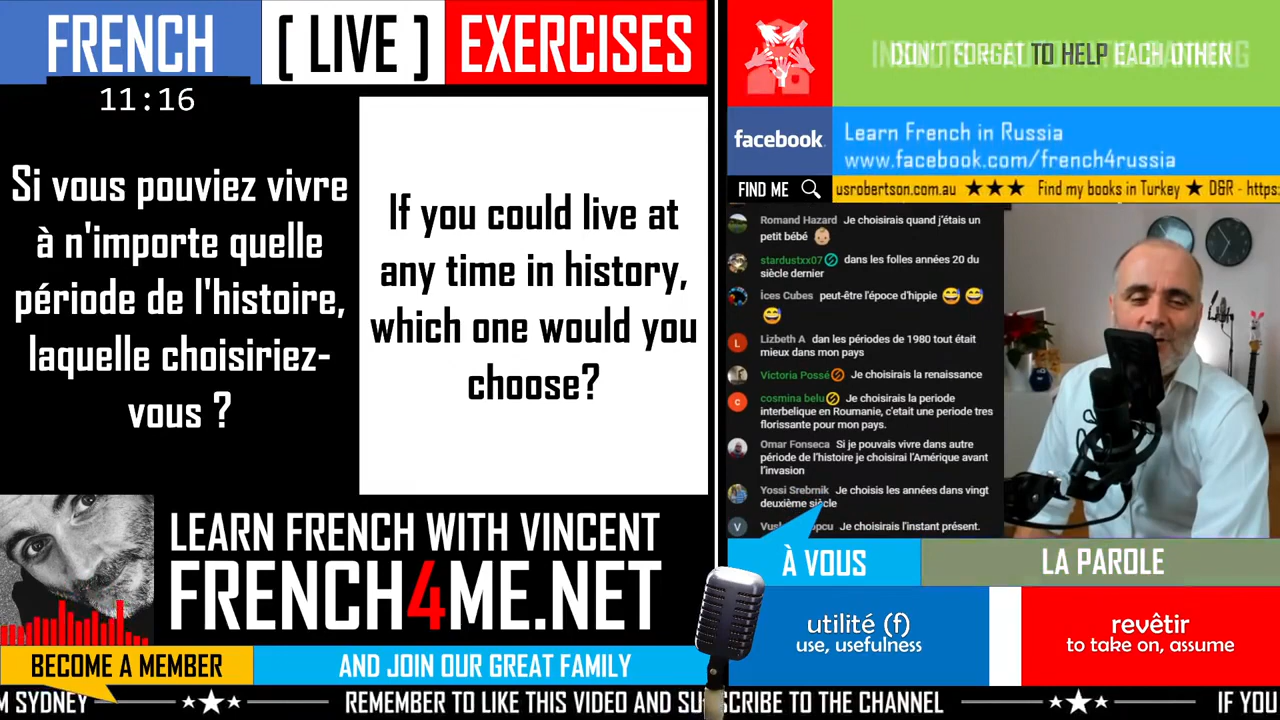 FRENCH
[ LIVE ]
EXERCISES
11:16
Si vous pouviez vivre
à n'importe quelle
période de l'histoire,
laquelle choisiriez-
vous ?
If you could live at
any time in history,
which one would you
choose?
LEARN FRENCH WITH VINCENT
FRENCH4ME.NET
BECOME A MEMBER
AND JOIN OUR GREAT FAMILY
DON'T FORGET TO HELP EACH OTHER
facebook.
Learn French in Russia
www.facebook.com/french4russia
FIND ME
usrobertson.com.au ★★★ Find my books in Turkey ★ D&R - https:
Romand Hazard Je choisirais quand j'étais un
petit bébé
stardustxx07 dans les folles années 20 du
siècle dernier
İces Cubes peut-être l'époque d'hippie
L
Lizbeth A dan les périodes de 1980 tout était
mieux dans mon pays
Victoria Possé Je choisirais la renaissance
c
cosmina belu Je choisirais la periode
interbelique en Roumanie, c'etait une periode tres
florissante pour mon pays.
Omar Fonseca Si je pouvais vivre dans autre
période de l'histoire je choisirai l'Amérique avant
l'invasion
Yossi Srebrnik Je choisis les années dans vingt
deuxième siècle
V
Je choisirais l'instant présent.
À VOUS
LA PAROLE
utilité (f)
use, usefulness
revêtir
to take on, assume
M SYDNEY
REMEMBER TO LIKE THIS VIDEO AND SUBSCRIBE TO THE CHANNEL
IF YOU